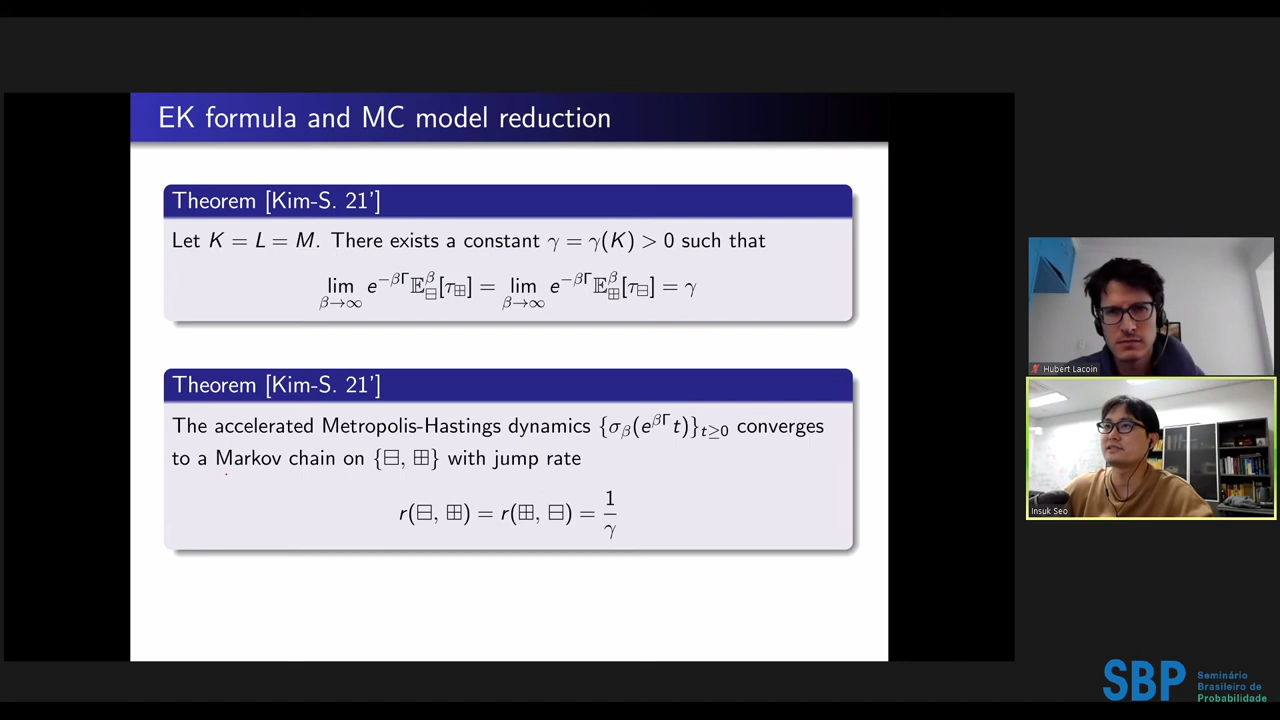 EK formula and MC model reduction
Theorem [Kim-S. 21']
Let K = L = M. There exists a constant γ = γ(K) > 0 such that
lim_{β→∞} e^{−βΓ} 𝔼^β_⊟[τ_⊞] = lim_{β→∞} e^{−βΓ} 𝔼^β_⊞[τ_⊟] = γ
Theorem [Kim-S. 21']
The accelerated Metropolis-Hastings dynamics {σ_β(e^{βΓ}t)}_{t≥0} converges
to a Markov chain on {⊟, ⊞} with jump rate
r(⊟, ⊞) = r(⊞, ⊟) = 1/γ
Hubert Lacoin
Insuk Seo
SBP
Seminário
Brasileiro de
Probabilidade